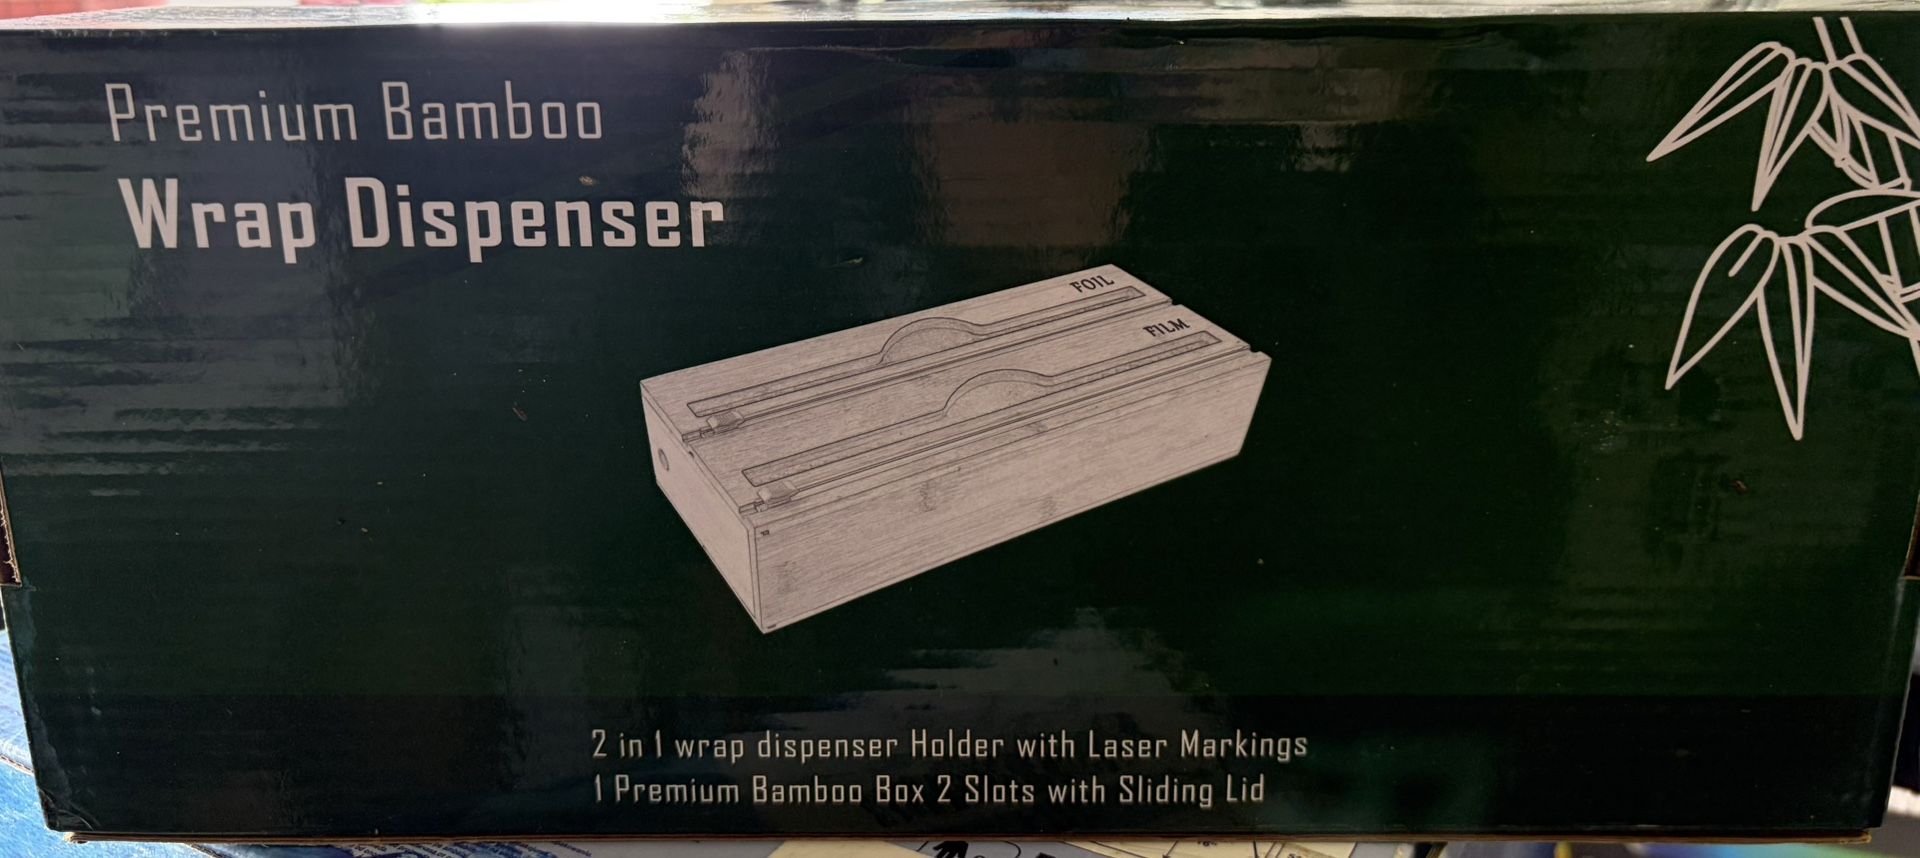 Premium Bamboo
Wrap Dispenser
FOIL
FILM
2 in 1 wrap dispenser Holder with Laser Markings
1 Premium Bamboo Box 2 Slots with Sliding Lid